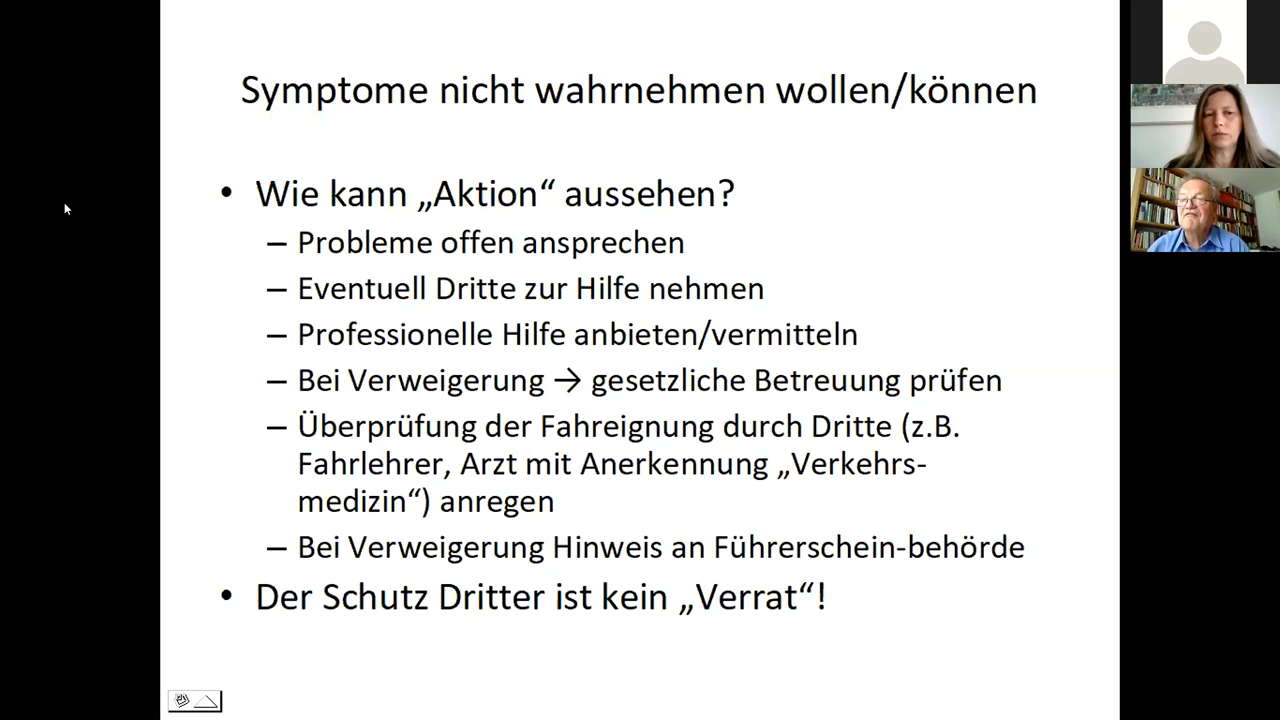 Symptome nicht wahrnehmen wollen/können
• Wie kann „Aktion“ aussehen?
– Probleme offen ansprechen
– Eventuell Dritte zur Hilfe nehmen
– Professionelle Hilfe anbieten/vermitteln
– Bei Verweigerung → gesetzliche Betreuung prüfen
– Überprüfung der Fahreignung durch Dritte (z.B.
Fahrlehrer, Arzt mit Anerkennung „Verkehrs-
medizin“) anregen
– Bei Verweigerung Hinweis an Führerschein-behörde
• Der Schutz Dritter ist kein „Verrat“!